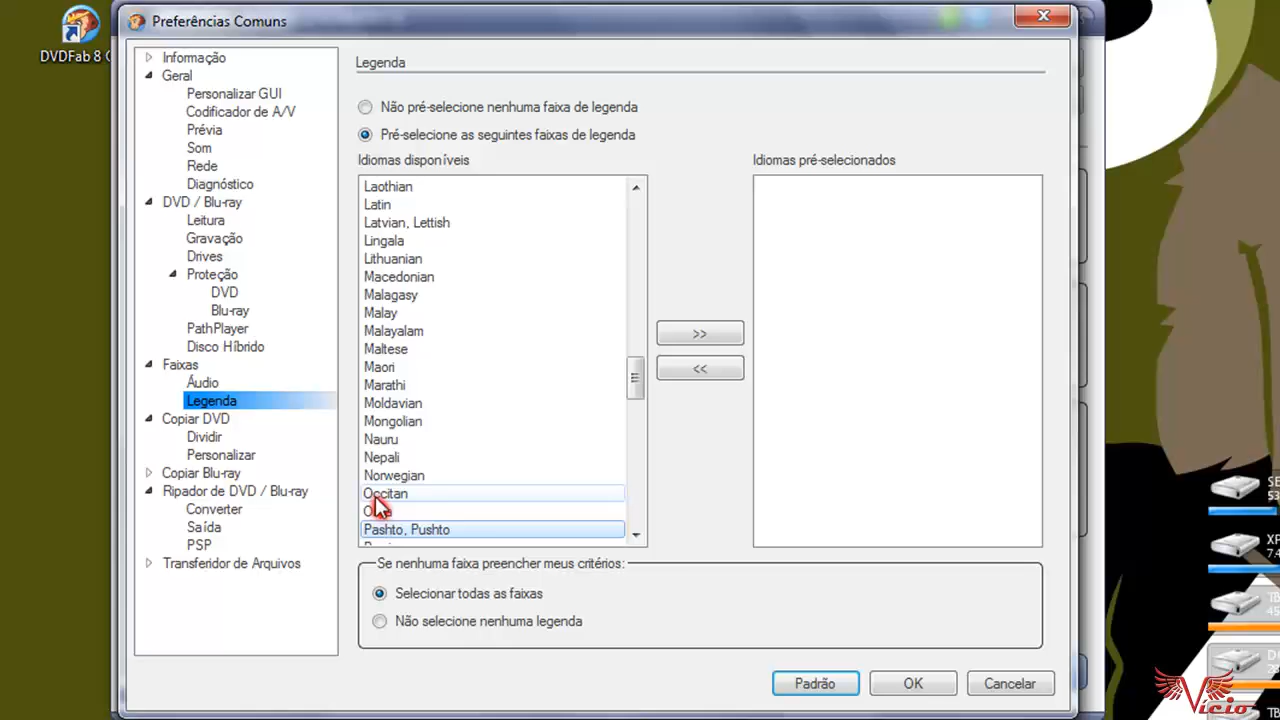 DVDFab 8
Preferências Comuns
Informação
Geral
Personalizar GUI
Codificador de A/V
Prévia
Som
Rede
Diagnóstico
DVD / Blu-ray
Leitura
Gravação
Drives
Proteção
DVD
Blu-ray
PathPlayer
Disco Híbrido
Faixas
Áudio
Legenda
Copiar DVD
Dividir
Personalizar
Copiar Blu-ray
Ripador de DVD / Blu-ray
Converter
Saída
PSP
Transferidor de Arquivos
Legenda
Não pré-selecione nenhuma faixa de legenda
Pré-selecione as seguintes faixas de legenda
Idiomas disponíveis
Laothian
Latin
Latvian, Lettish
Lingala
Lithuanian
Macedonian
Malagasy
Malay
Malayalam
Maltese
Maori
Marathi
Moldavian
Mongolian
Nauru
Nepali
Norwegian
Occitan
Pashto, Pushto
>>
<<
Idiomas pré-selecionados
Se nenhuma faixa preencher meus critérios:
Selecionar todas as faixas
Não selecione nenhuma legenda
Padrão
OK
Cancelar
XP
Vício